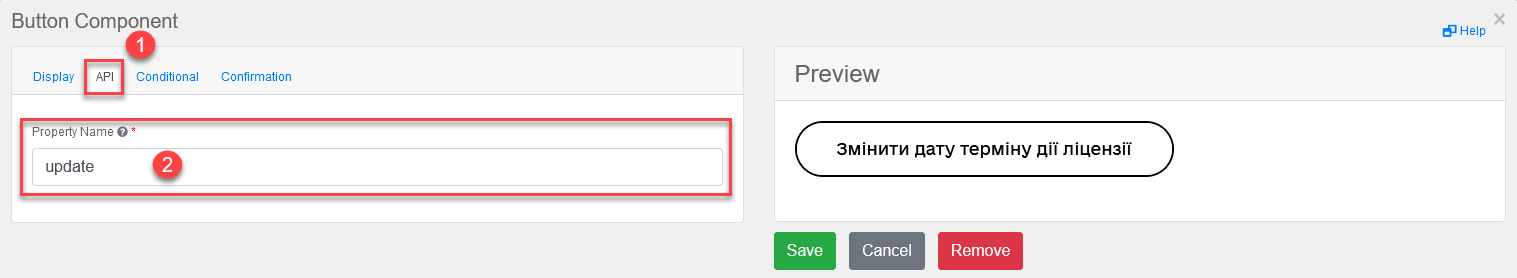 Button Component
×
Help
1
Display API Conditional Confirmation
Property Name ? *
update
2
Preview
Змінити дату терміну дії ліцензії
Save Cancel Remove